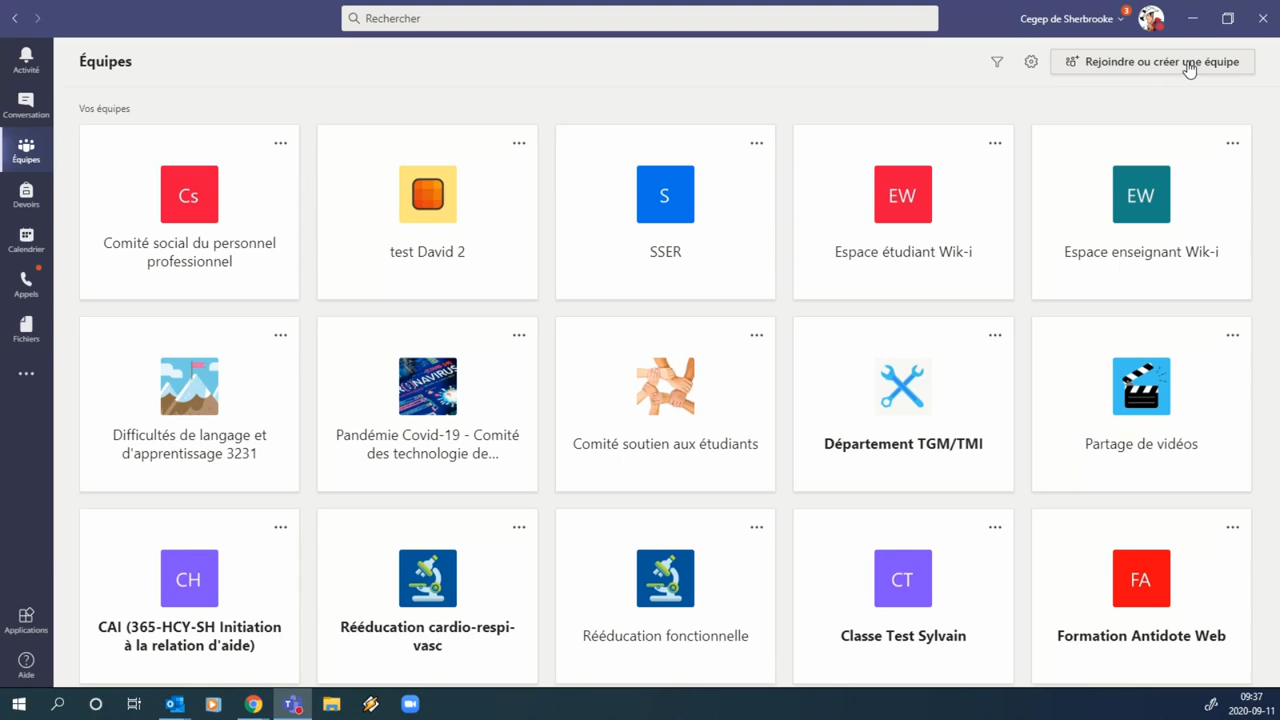 Rechercher
Cegep de Sherbrooke
3
Activité
Conversation
Équipes
Devoirs
Calendrier
Appels
Fichiers
Applications
Aide
Équipes
Rejoindre ou créer une équipe
Vos équipes
Cs
Comité social du personnel
professionnel
test David 2
S
SSER
EW
Espace étudiant Wik-i
EW
Espace enseignant Wik-i
Difficultés de langage et
d'apprentissage 3231
Pandémie Covid-19 - Comité
des technologie de...
Comité soutien aux étudiants
Département TGM/TMI
Partage de vidéos
CH
CAI (365-HCY-SH Initiation
à la relation d'aide)
Rééducation cardio-respi-
vasc
Rééducation fonctionnelle
CT
Classe Test Sylvain
FA
Formation Antidote Web
09:37
2020-09-11